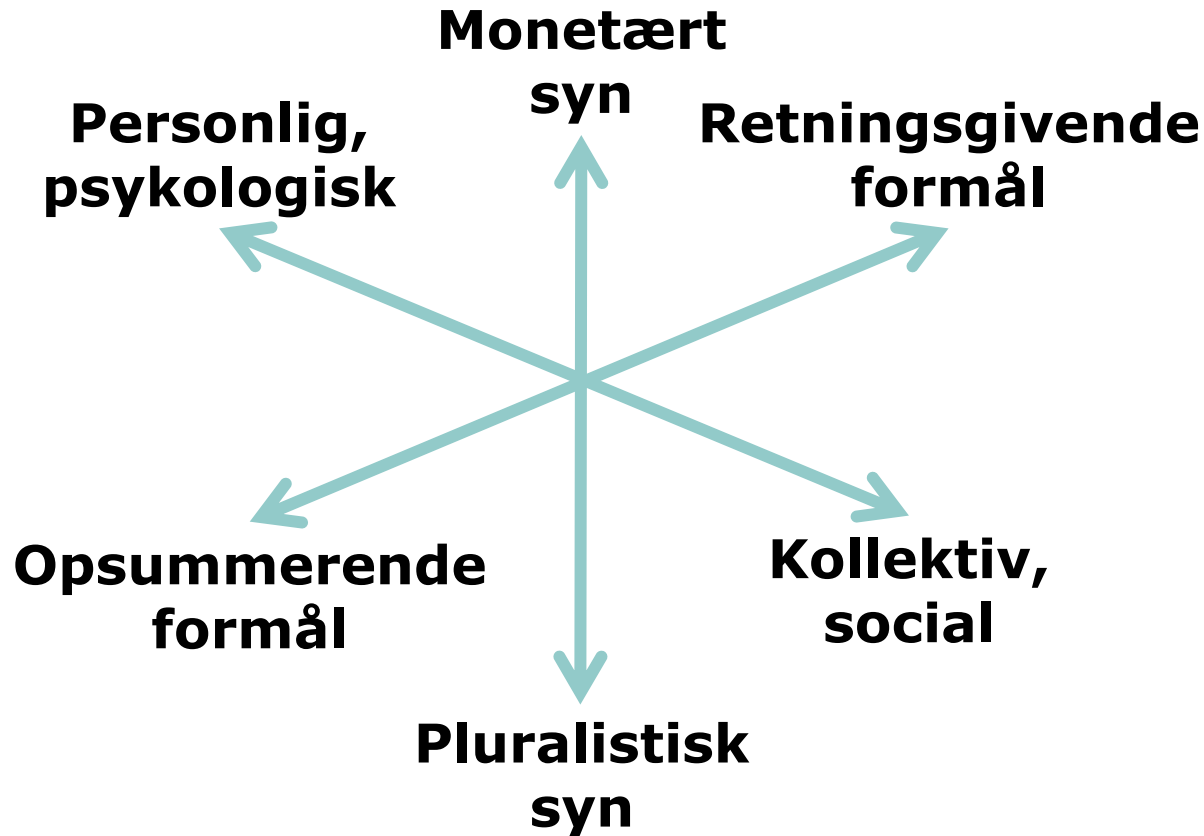 Monetært
syn
Personlig,
psykologisk
Retningsgivende
formål
Opsummerende
formål
Kollektiv,
social
Pluralistisk
syn